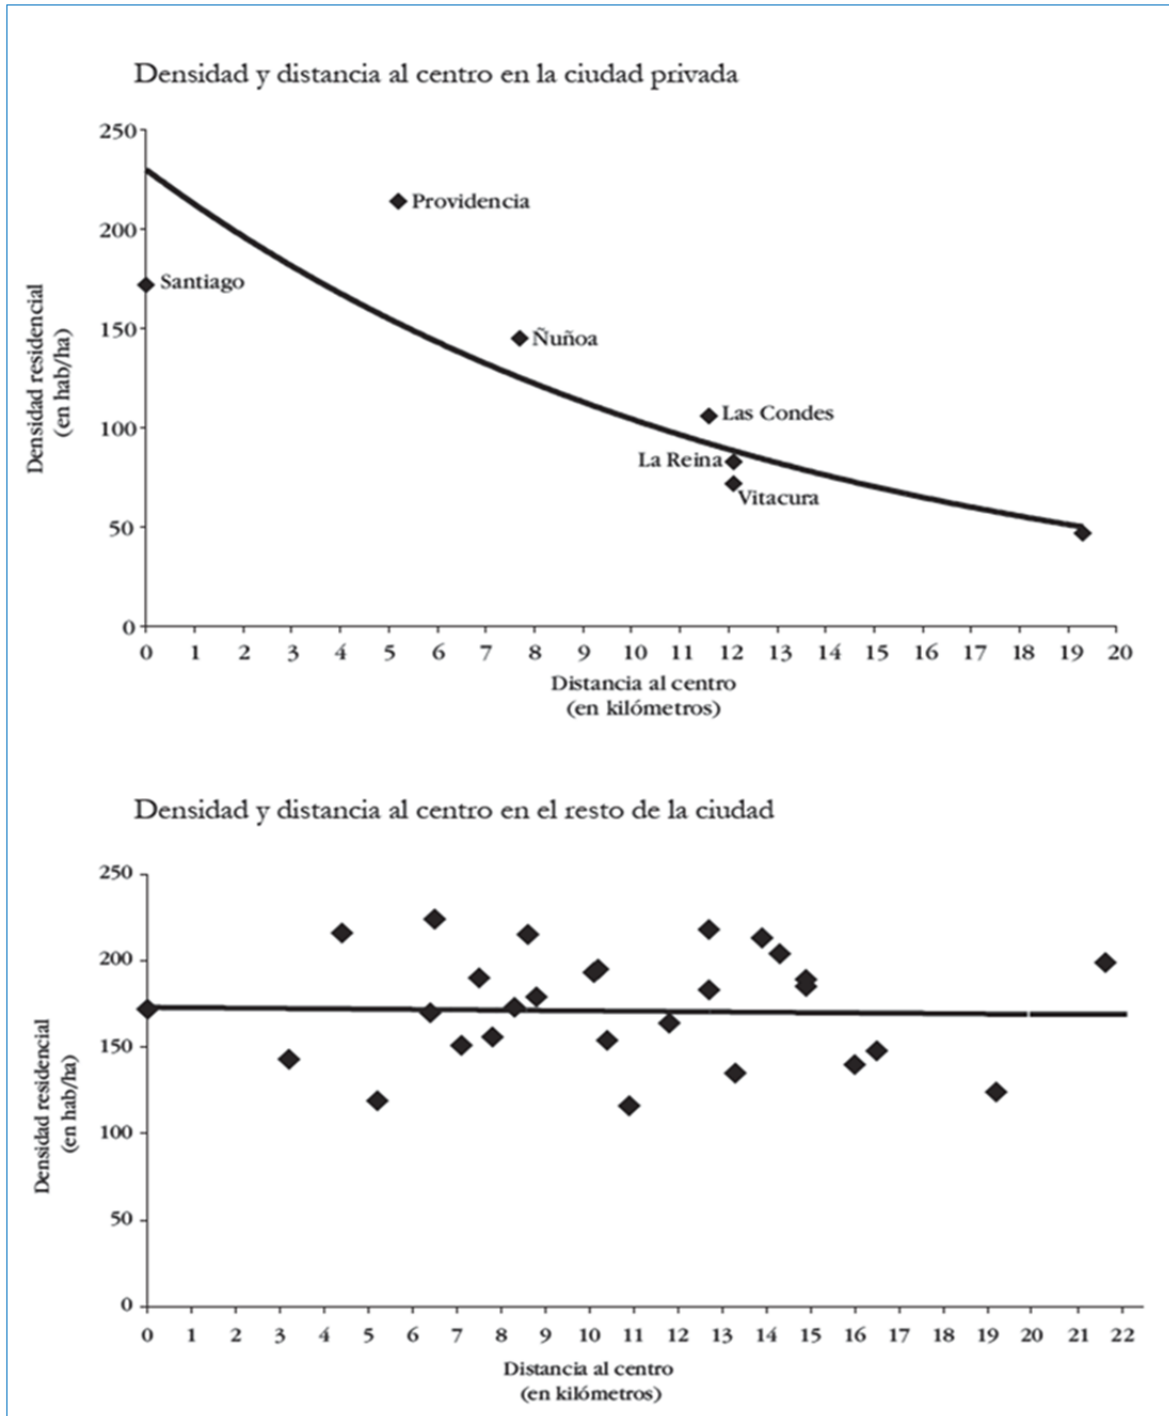 Densidad y distancia al centro en la ciudad privada
250
200
150
100
50
0
Densidad residencial
(en hab/ha)
Providencia
Santiago
Ñuñoa
Las Condes
La Reina
Vitacura
0 1 2 3 4 5 6 7 8 9 10 11 12 13 14 15 16 17 18 19 20
Distancia al centro
(en kilómetros)
Densidad y distancia al centro en el resto de la ciudad
250
200
150
100
50
0
Densidad residencial
(en hab/ha)
0 1 2 3 4 5 6 7 8 9 10 11 12 13 14 15 16 17 19 20 21 22
Distancia al centro
(en kilómetros)